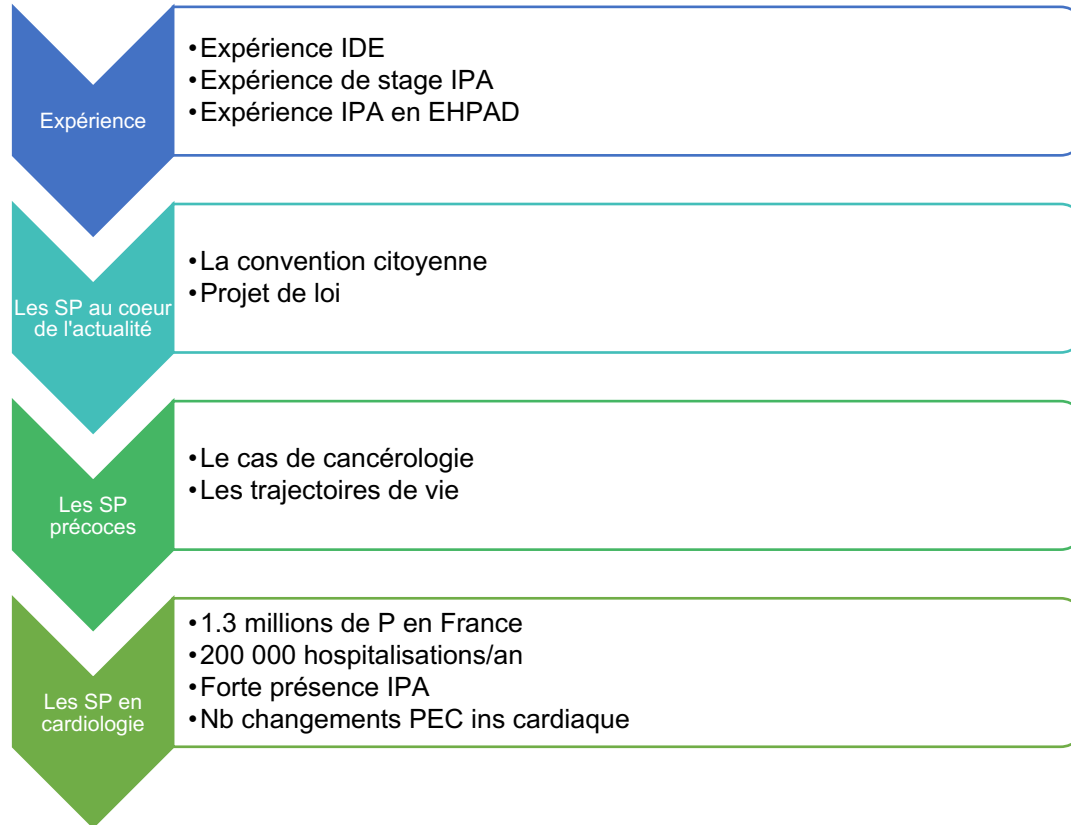 Expérience
•Expérience IDE
•Expérience de stage IPA
•Expérience IPA en EHPAD
Les SP au coeur
de l'actualité
•La convention citoyenne
•Projet de loi
Les SP
précoces
•Le cas de cancérologie
•Les trajectoires de vie
Les SP en
cardiologie
•1.3 millions de P en France
•200 000 hospitalisations/an
•Forte présence IPA
•Nb changements PEC ins cardiaque